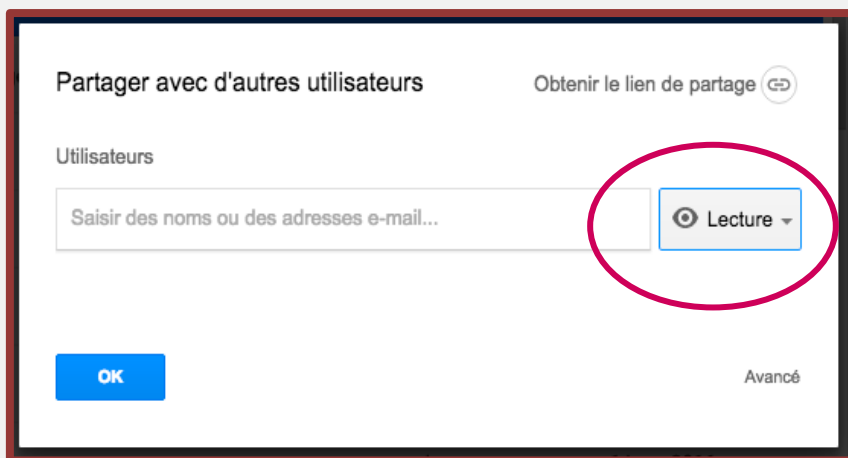 Partager avec d'autres utilisateurs
Obtenir le lien de partage
Utilisateurs
Saisir des noms ou des adresses e-mail...
Lecture
OK
Avancé